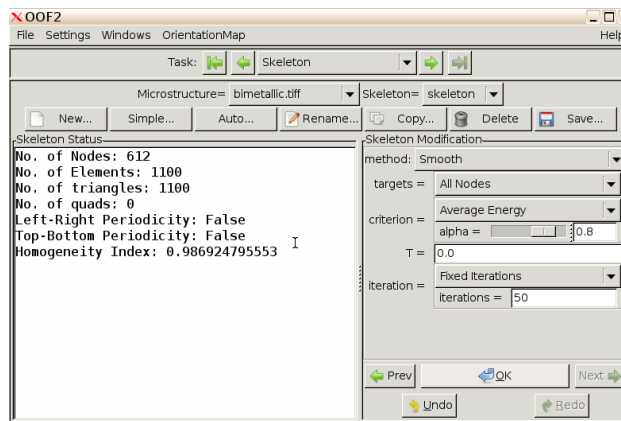 OOF2
File Settings Windows OrientationMap Help
Task: Skeleton
Microstructure= bimetallic.tiff Skeleton= skeleton
New... Simple... Auto... Rename... Copy... Delete Save...
Skeleton Status
No. of Nodes: 612
No. of Elements: 1100
No. of triangles: 1100
No. of quads: 0
Left-Right Periodicity: False
Top-Bottom Periodicity: False
Homogeneity Index: 0.986924795553
Skeleton Modification
method: Smooth
targets = All Nodes
criterion = Average Energy
alpha = 0.8
T = 0.0
iteration = Fixed Iterations
iterations = 50
Prev OK Next
Undo Redo